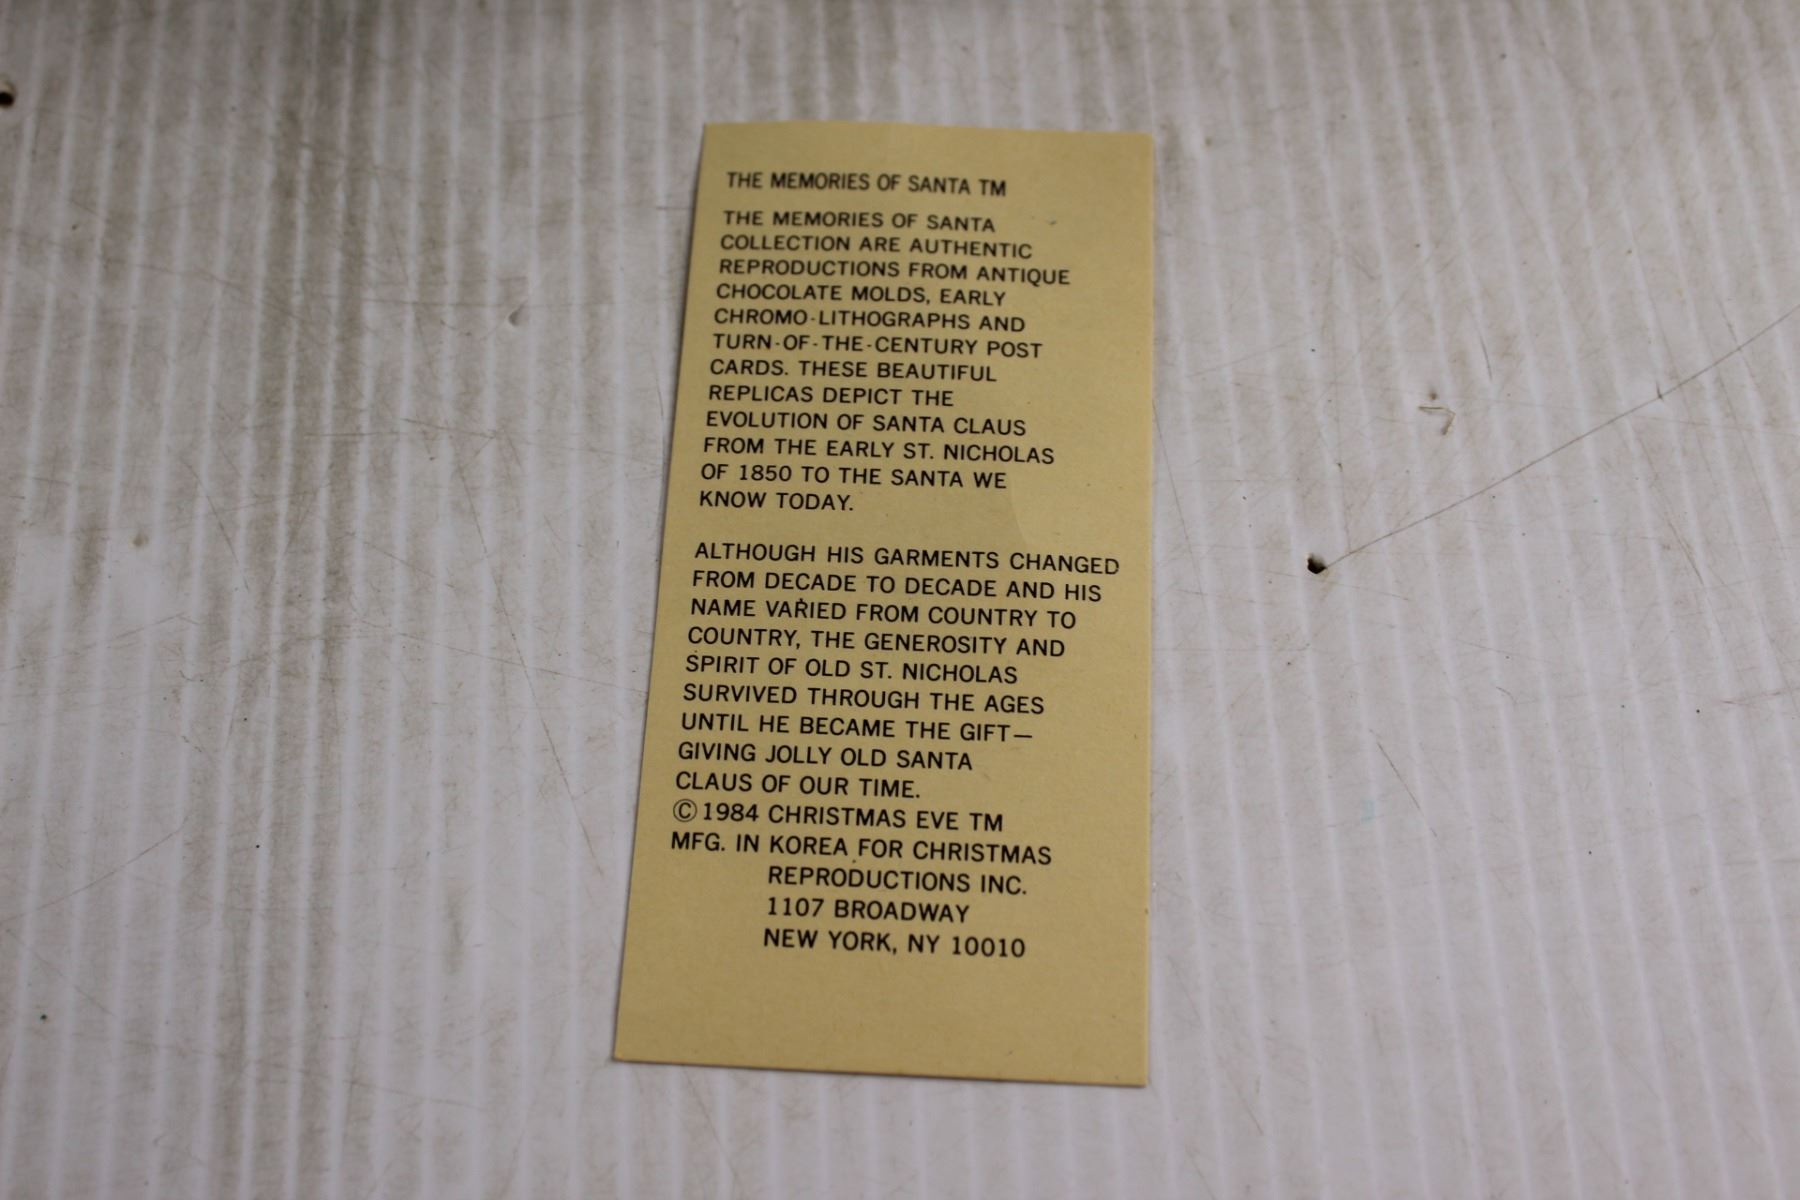 THE MEMORIES OF SANTA TM
THE MEMORIES OF SANTA
COLLECTION ARE AUTHENTIC
REPRODUCTIONS FROM ANTIQUE
CHOCOLATE MOLDS, EARLY
CHROMO-LITHOGRAPHS AND
TURN-OF-THE-CENTURY POST
CARDS. THESE BEAUTIFUL
REPLICAS DEPICT THE
EVOLUTION OF SANTA CLAUS
FROM THE EARLY ST. NICHOLAS
OF 1850 TO THE SANTA WE
KNOW TODAY.
ALTHOUGH HIS GARMENTS CHANGED
FROM DECADE TO DECADE AND HIS
NAME VARIED FROM COUNTRY TO
COUNTRY, THE GENEROSITY AND
SPIRIT OF OLD ST. NICHOLAS
SURVIVED THROUGH THE AGES
UNTIL HE BECAME THE GIFT—
GIVING JOLLY OLD SANTA
CLAUS OF OUR TIME.
©1984 CHRISTMAS EVE TM
MFG. IN KOREA FOR CHRISTMAS
REPRODUCTIONS INC.
1107 BROADWAY
NEW YORK, NY 10010